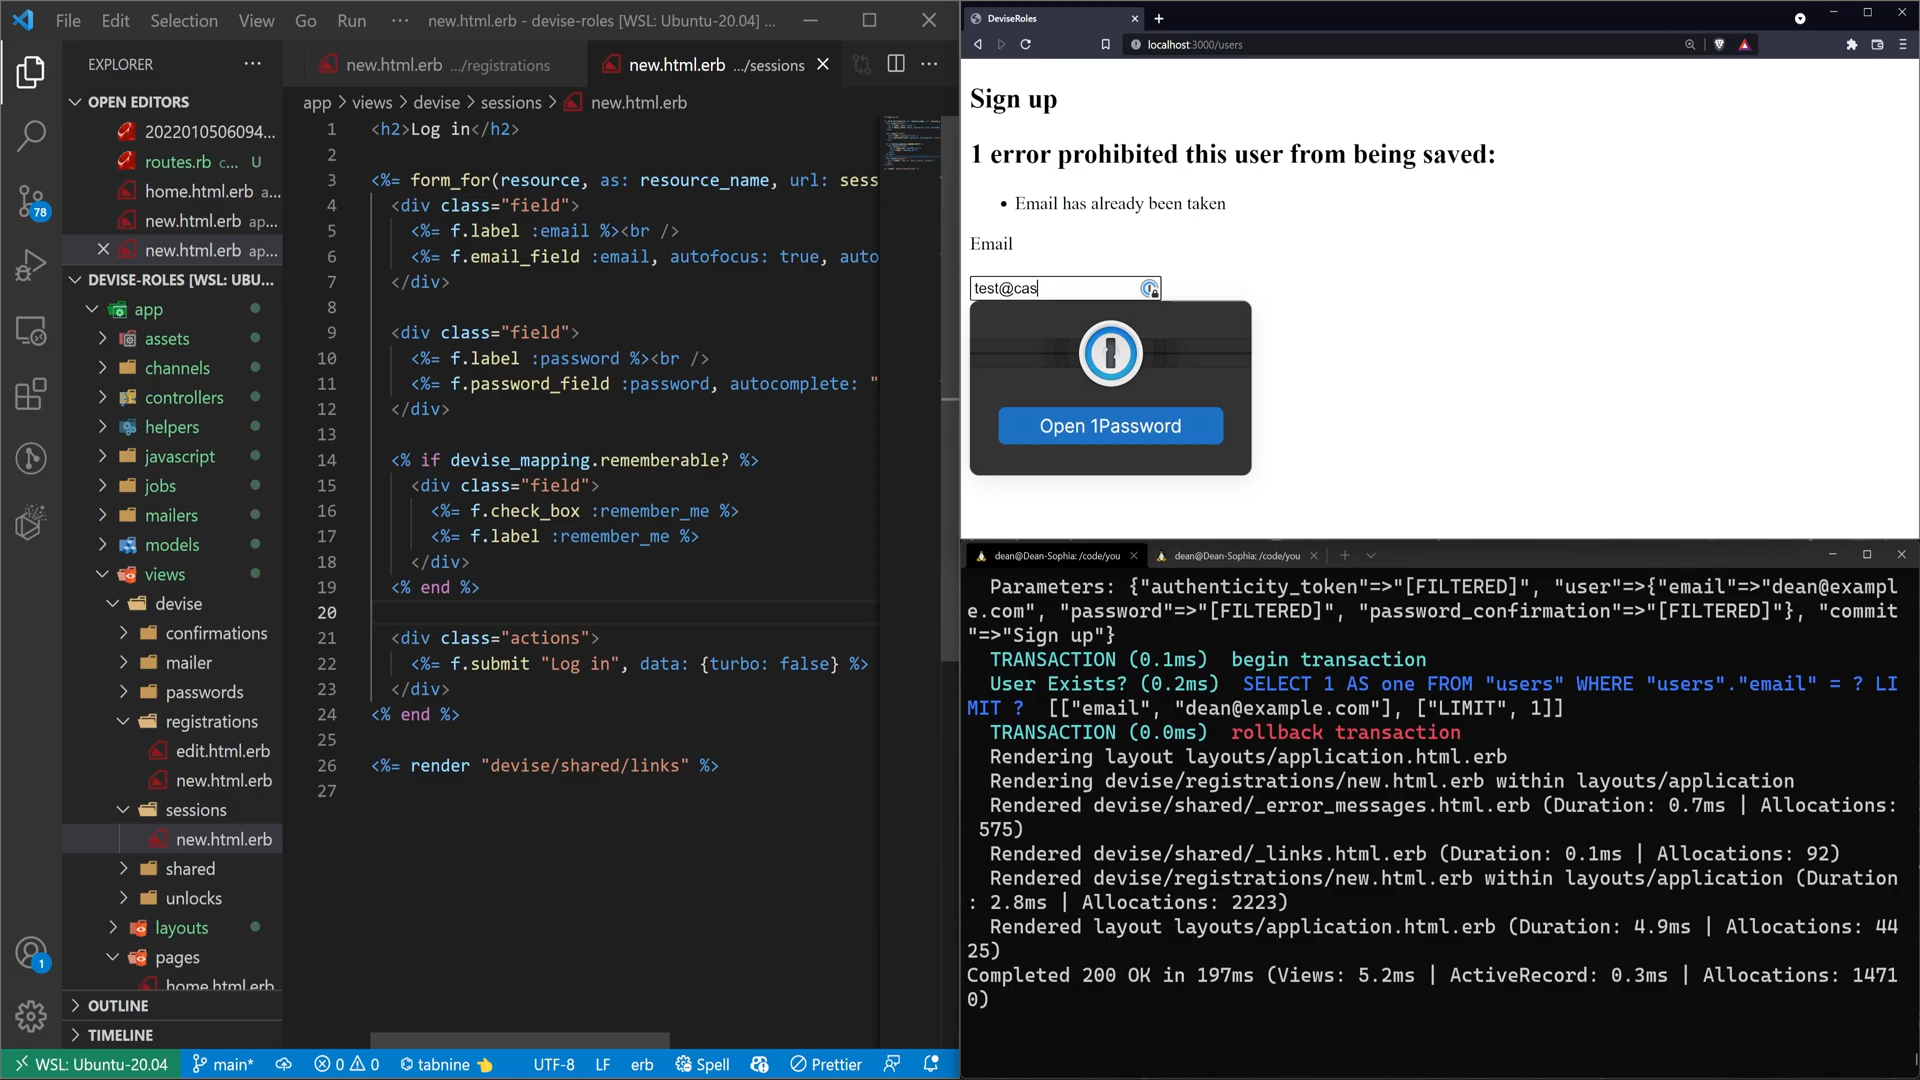 File Edit Selection View Go Run ··· new.html.erb - devise-roles [WSL: Ubuntu-20.04] ...
EXPLORER
OPEN EDITORS
2022010506094...
routes.rb c... U
home.html.erb a...
new.html.erb ap...
new.html.erb ap...
DEVISE-ROLES [WSL: UBU...
app
assets
channels
controllers
helpers
javascript
jobs
mailers
models
views
devise
confirmations
mailer
passwords
registrations
edit.html.erb
new.html.erb
sessions
new.html.erb
shared
unlocks
layouts
pages
home.html.erb
OUTLINE
TIMELINE
78
1
new.html.erb .../registrations
new.html.erb .../sessions
app > views > devise > sessions > new.html.erb
1 <h2>Log in</h2>
2
3 <%= form_for(resource, as: resource_name, url: sess
4 <div class="field">
5 <%= f.label :email %><br />
6 <%= f.email_field :email, autofocus: true, auto
7 </div>
8
9 <div class="field">
10 <%= f.label :password %><br />
11 <%= f.password_field :password, autocomplete: "
12 </div>
13
14 <% if devise_mapping.rememberable? %>
15 <div class="field">
16 <%= f.check_box :remember_me %>
17 <%= f.label :remember_me %>
18 </div>
19 <% end %>
20
21 <div class="actions">
22 <%= f.submit "Log in", data: {turbo: false} %>
23 </div>
24 <% end %>
25
26 <%= render "devise/shared/links" %>
27
WSL: Ubuntu-20.04 main* 0 0 tabnine UTF-8 LF erb Spell Prettier
DeviseRoles
localhost:3000/users
Sign up
1 error prohibited this user from being saved:
• Email has already been taken
Email
test@cas
Open 1Password
dean@Dean-Sophia: /code/you
dean@Dean-Sophia: /code/you
Parameters: {"authenticity_token"=>"[FILTERED]", "user"=>{"email"=>"dean@exampl
e.com", "password"=>"[FILTERED]", "password_confirmation"=>"[FILTERED]"}, "commit
"=>"Sign up"}
TRANSACTION (0.1ms) begin transaction
User Exists? (0.2ms) SELECT 1 AS one FROM "users" WHERE "users"."email" = ? LI
MIT ? [["email", "dean@example.com"], ["LIMIT", 1]]
TRANSACTION (0.0ms) rollback transaction
Rendering layout layouts/application.html.erb
Rendering devise/registrations/new.html.erb within layouts/application
Rendered devise/shared/_error_messages.html.erb (Duration: 0.7ms | Allocations:
575)
Rendered devise/shared/_links.html.erb (Duration: 0.1ms | Allocations: 92)
Rendered devise/registrations/new.html.erb within layouts/application (Duration
: 2.8ms | Allocations: 2223)
Rendered layout layouts/application.html.erb (Duration: 4.9ms | Allocations: 44
25)
Completed 200 OK in 197ms (Views: 5.2ms | ActiveRecord: 0.3ms | Allocations: 1471
0)